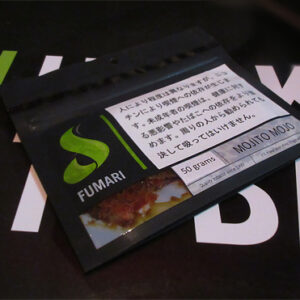 人により程度は異なりますが、ニコ
チンにより喫煙への依存が生じま
す。未成年者の喫煙は、健康に対す
る悪影響やたばこへの依存をより強
めます。周りの人から勧められても
決して吸ってはいけません。
FUMARI
50 grams
MOJITO MOJO